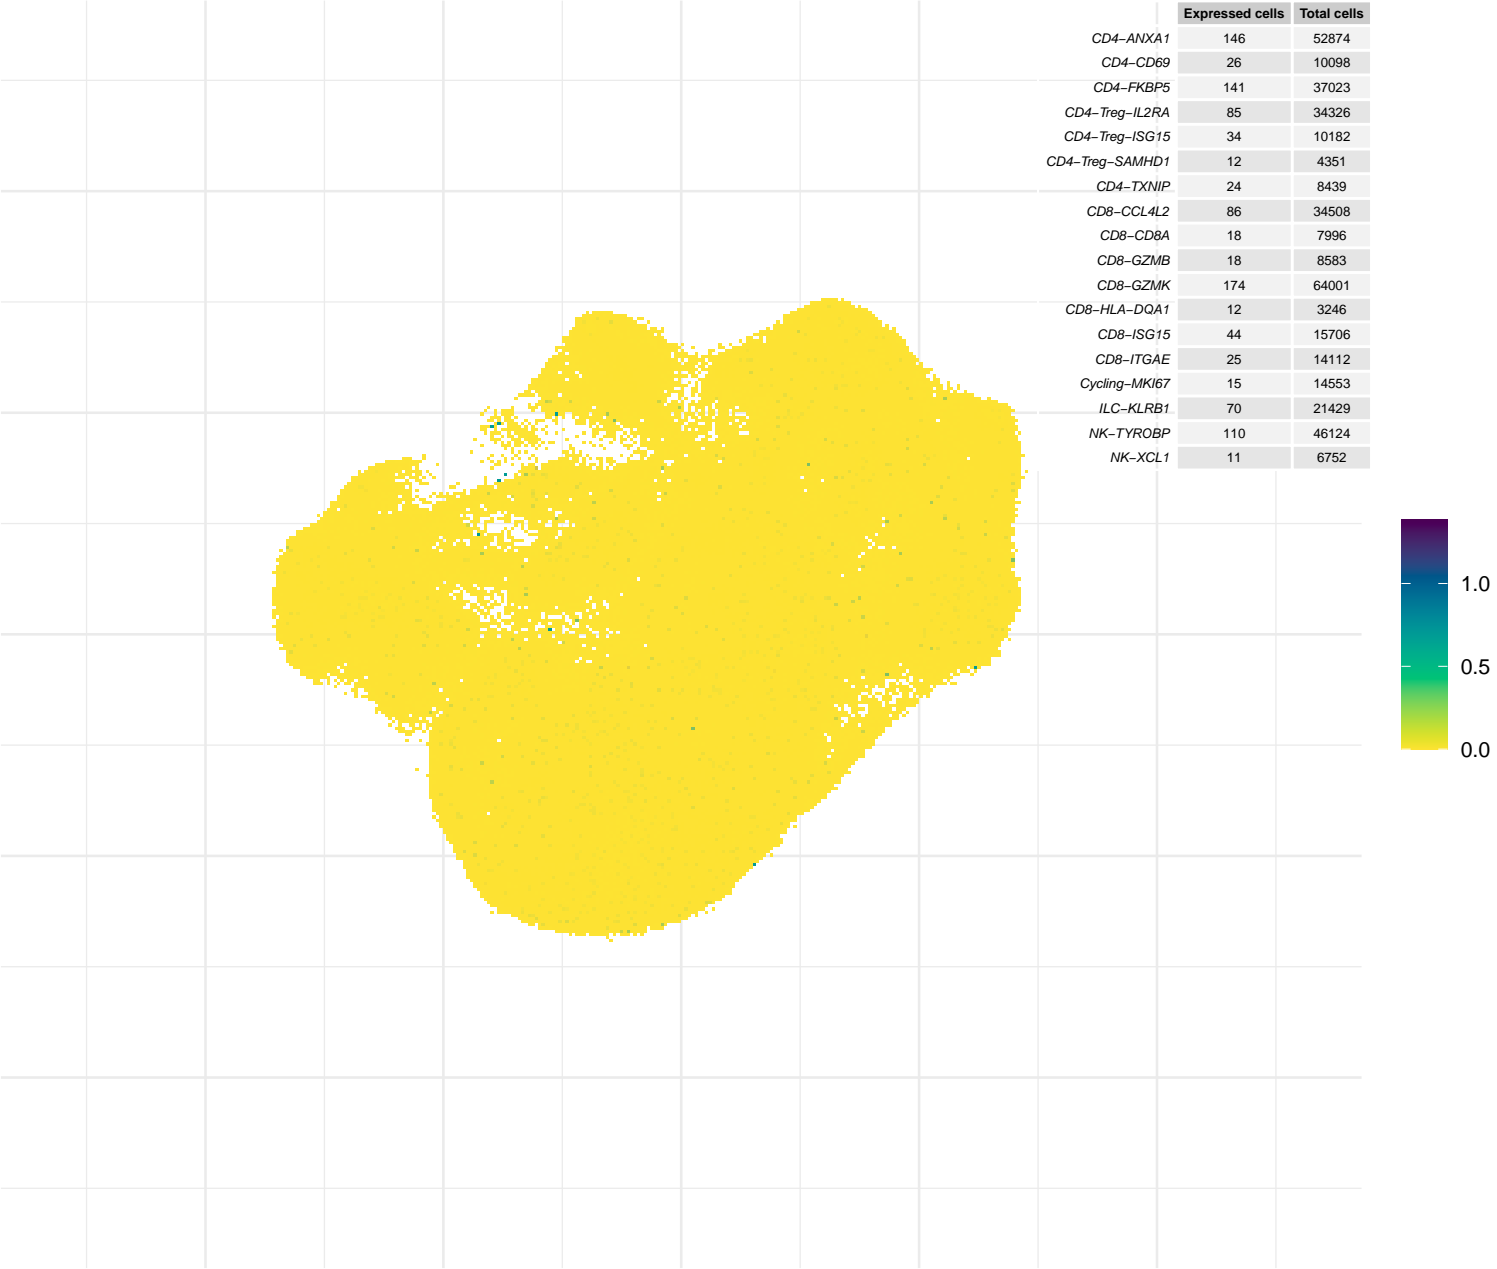 Expressed cells Total cells
CD4−ANXA1 146 52874
CD4−CD69 26 10098
CD4−FKBP5 141 37023
CD4−Treg−IL2RA 85 34326
CD4−Treg−ISG15 34 10182
CD4−Treg−SAMHD1 12 4351
CD4−TXNIP 24 8439
CD8−CCL4L2 86 34508
CD8−CD8A 18 7996
CD8−GZMB 18 8583
CD8−GZMK 174 64001
CD8−HLA−DQA1 12 3246
CD8−ISG15 44 15706
CD8−ITGAE 25 14112
Cycling−MKI67 15 14553
ILC−KLRB1 70 21429
NK−TYROBP 110 46124
NK−XCL1 11 6752
1.0
0.5
0.0